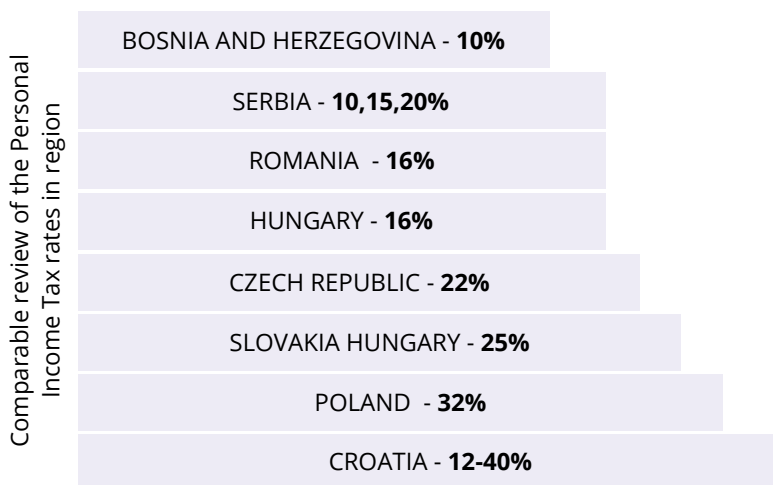 Comparable review of the Personal
Income Tax rates in region
BOSNIA AND HERZEGOVINA - 10%
SERBIA - 10,15,20%
ROMANIA - 16%
HUNGARY - 16%
CZECH REPUBLIC - 22%
SLOVAKIA HUNGARY - 25%
POLAND - 32%
CROATIA - 12-40%